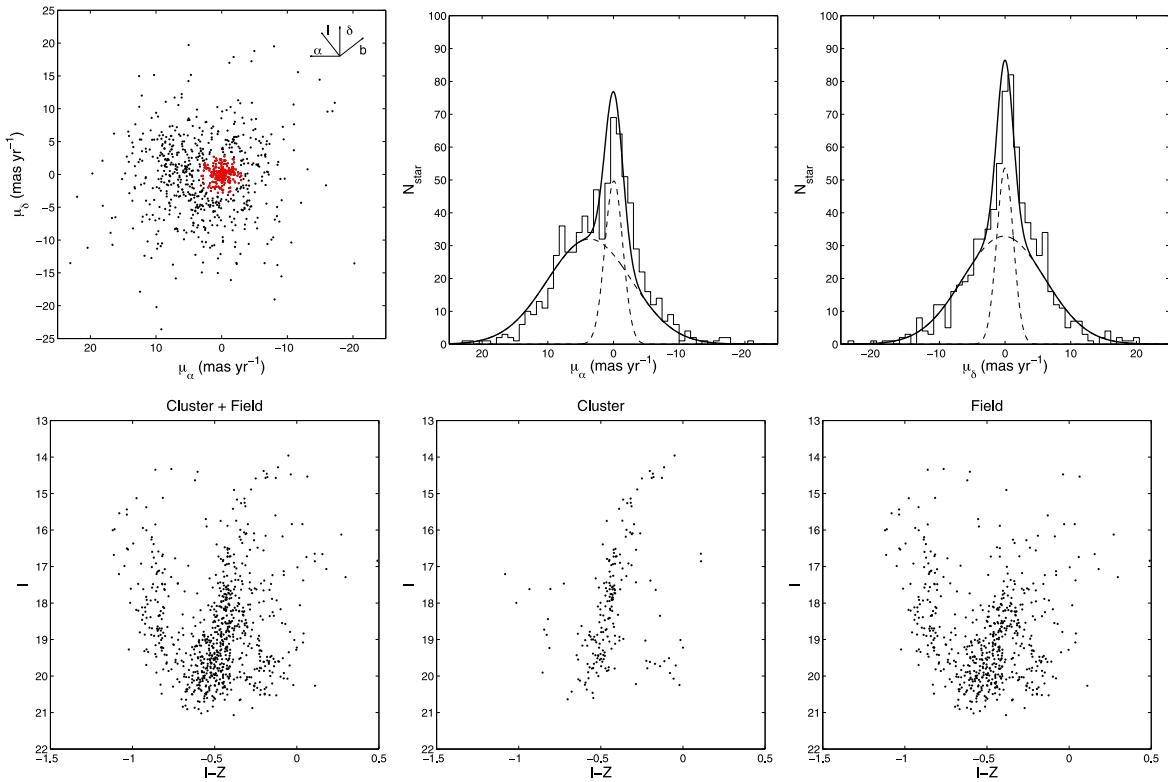 25
20
15
10
5
0
−5
−10
−15
−20
−25
20 10 0 −10 −20
μδ (mas yr−1)
μα (mas yr−1)
l δ
α b
100
90
80
70
60
50
40
30
20
10
0
20 10 0 −10 −20
Nstar
μα (mas yr−1)
100
90
80
70
60
50
40
30
20
10
0
−20 −10 0 10 20
Nstar
μδ (mas yr−1)
Cluster + Field
13
14
15
16
17
18
19
20
21
22
−1.5 −1 −0.5 0 0.5
I
I−Z
Cluster
13
14
15
16
17
18
19
20
21
22
−1.5 −1 −0.5 0 0.5
I
I−Z
Field
13
14
15
16
17
18
19
20
21
22
−1.5 −1 −0.5 0 0.5
I
I−Z